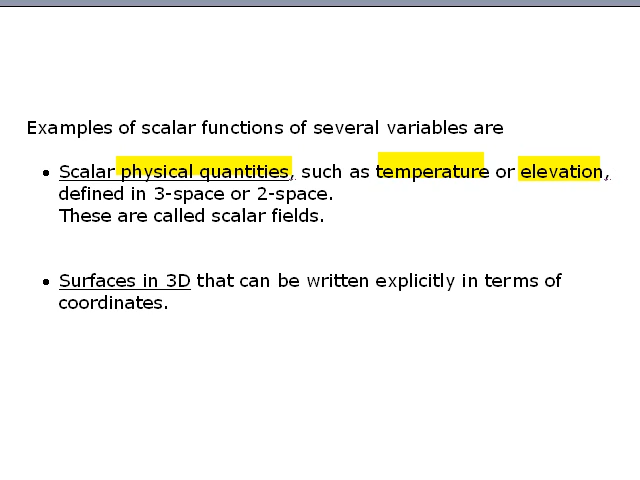 Examples of scalar functions of several variables are
• Scalar physical quantities, such as temperature or elevation,
defined in 3-space or 2-space.
These are called scalar fields.
• Surfaces in 3D that can be written explicitly in terms of
coordinates.